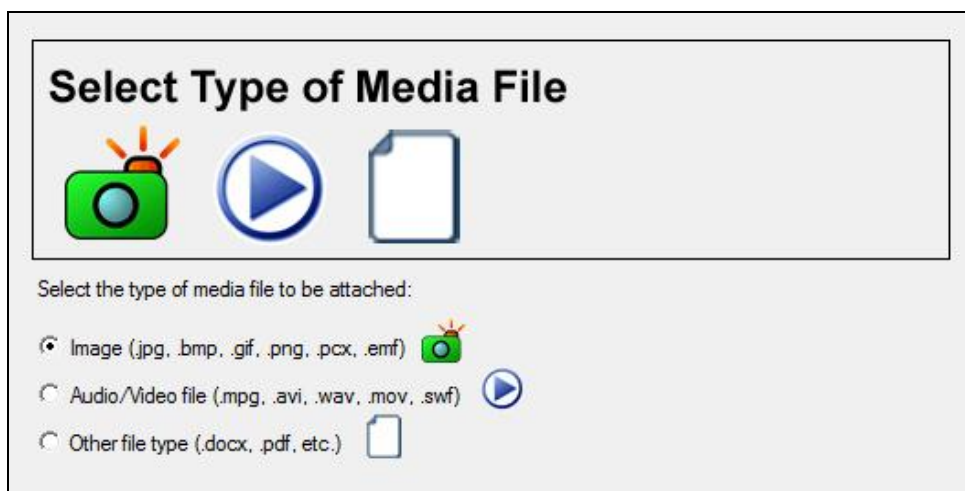 Select Type of Media File
Select the type of media file to be attached:
Image (.jpg, .bmp, .gif, .png, .pcx, .emf)
Audio/Video file (.mpg, .avi, .wav, .mov, .swf)
Other file type (.docx, .pdf, etc.)